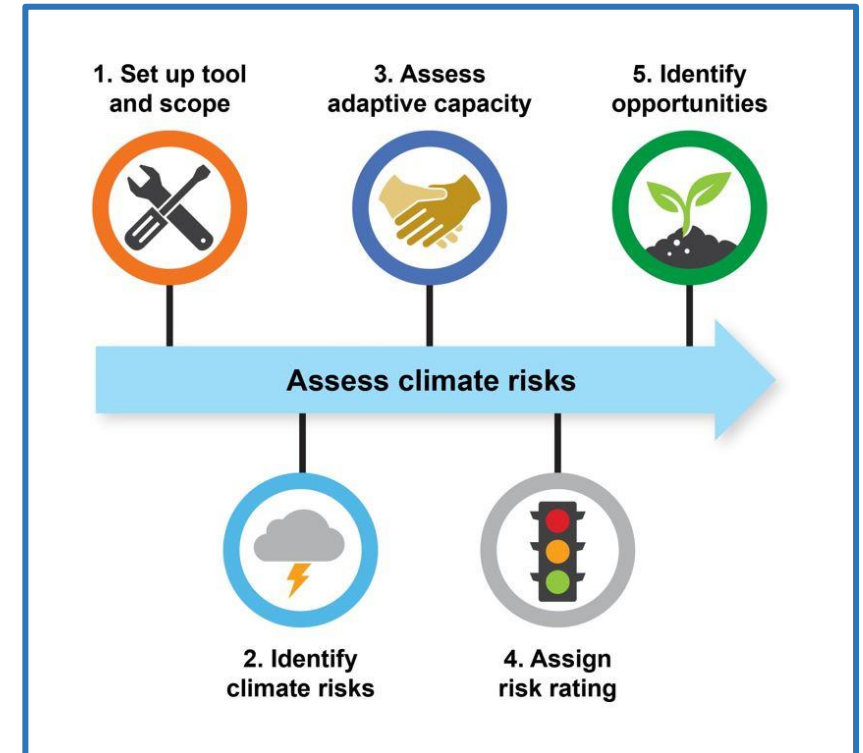 1. Set up tool
and scope
3. Assess
adaptive capacity
5. Identify
opportunities
Assess climate risks
2. Identify
climate risks
4. Assign
risk rating